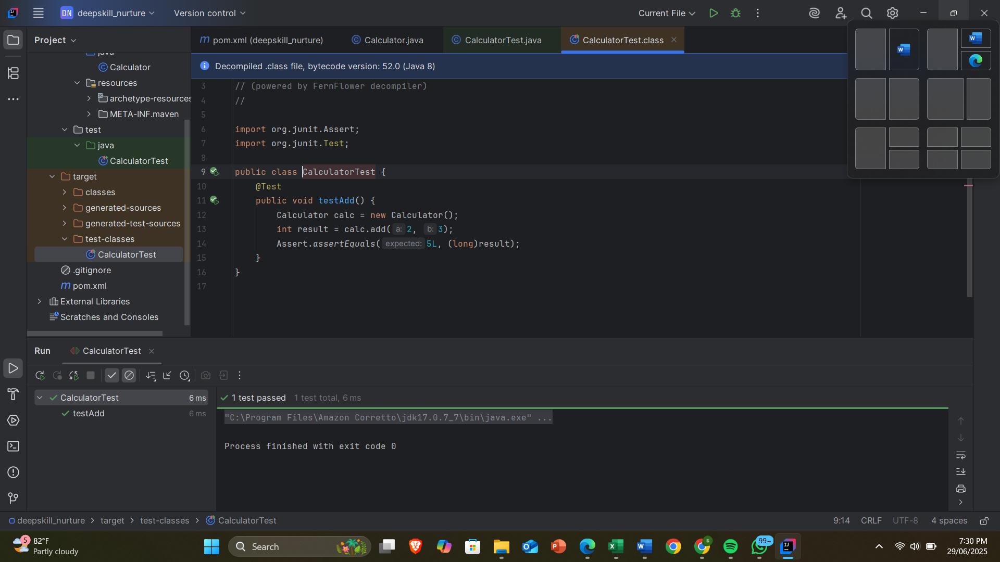 DN deepskill_nurture Version control Current File
Project
pom.xml (deepskill_nurture) Calculator.java CalculatorTest.java CalculatorTest.class
java
Calculator
resources
archetype-resources
META-INF.maven
test
java
CalculatorTest
target
classes
generated-sources
generated-test-sources
test-classes
CalculatorTest
.gitignore
pom.xml
External Libraries
Scratches and Consoles
Decompiled .class file, bytecode version: 52.0 (Java 8)
3 // (powered by FernFlower decompiler)
4 //
5
6 import org.junit.Assert;
7 import org.junit.Test;
8
9 public class CalculatorTest {
10 @Test
11 public void testAdd() {
12 Calculator calc = new Calculator();
13 int result = calc.add( a: 2, b: 3);
14 Assert.assertEquals( expected: 5L, (long)result);
15 }
16 }
17
Run CalculatorTest
CalculatorTest 6 ms
testAdd 6 ms
1 test passed 1 test total, 6 ms
"C:\Program Files\Amazon Corretto\jdk17.0.7_7\bin\java.exe" ...
Process finished with exit code 0
deepskill_nurture > target > test-classes > CalculatorTest
9:14 CRLF UTF-8 4 spaces
5
82°F
Partly cloudy
Search
99+
7:30 PM
29/06/2025